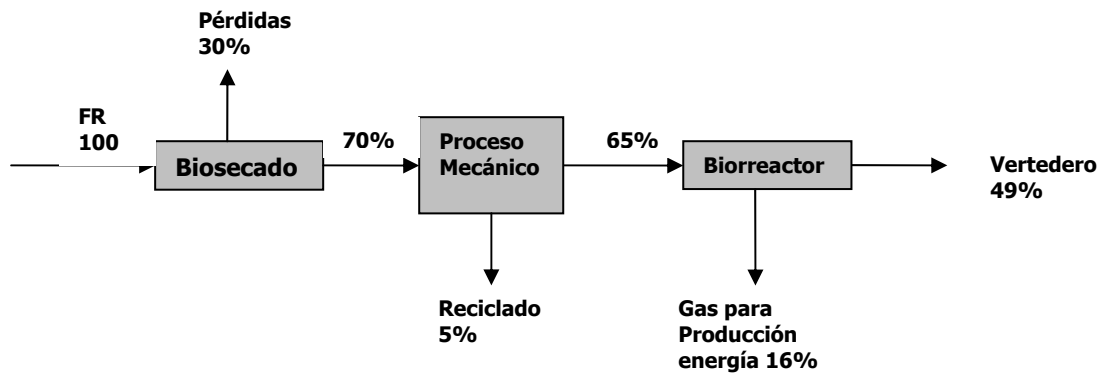 Pérdidas
30%
FR
100
Biosecado
70%
Proceso
Mecánico
65%
Biorreactor
Vertedero
49%
Reciclado
5%
Gas para
Producción
energía 16%